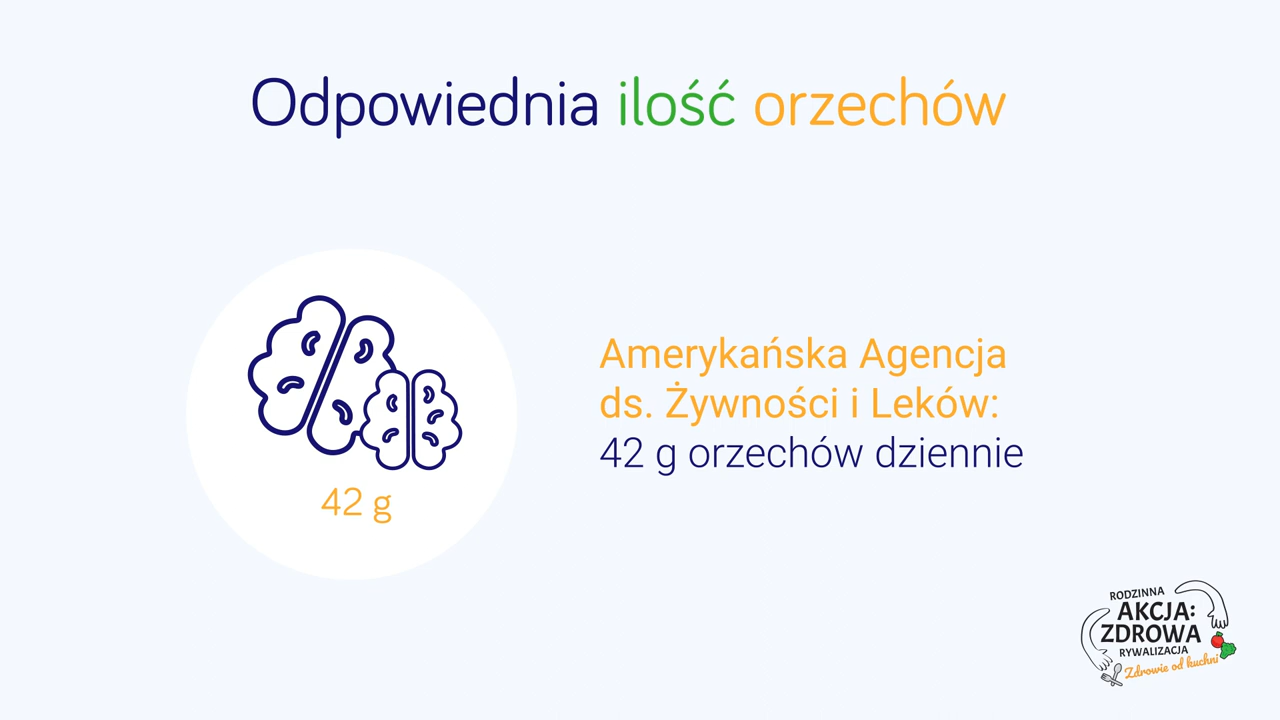 Odpowiednia ilość orzechów
42 g
Amerykańska Agencja
ds. Żywności i Leków:
42 g orzechów dziennie
RODZINNA
AKCJA:
ZDROWA
RYWALIZACJA
Zdrowie od kuchni